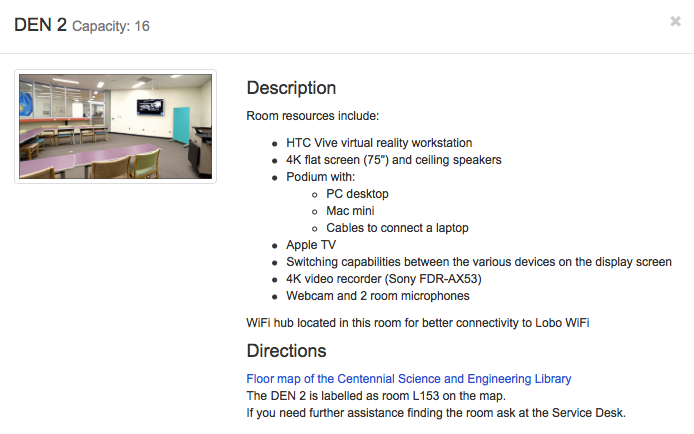 DEN 2 Capacity: 16
Description
Room resources include:
HTC Vive virtual reality workstation
4K flat screen (75") and ceiling speakers
Podium with:
PC desktop
Mac mini
Cables to connect a laptop
Apple TV
Switching capabilities between the various devices on the display screen
4K video recorder (Sony FDR-AX53)
Webcam and 2 room microphones
WiFi hub located in this room for better connectivity to Lobo WiFi
Directions
Floor map of the Centennial Science and Engineering Library
The DEN 2 is labelled as room L153 on the map.
If you need further assistance finding the room ask at the Service Desk.